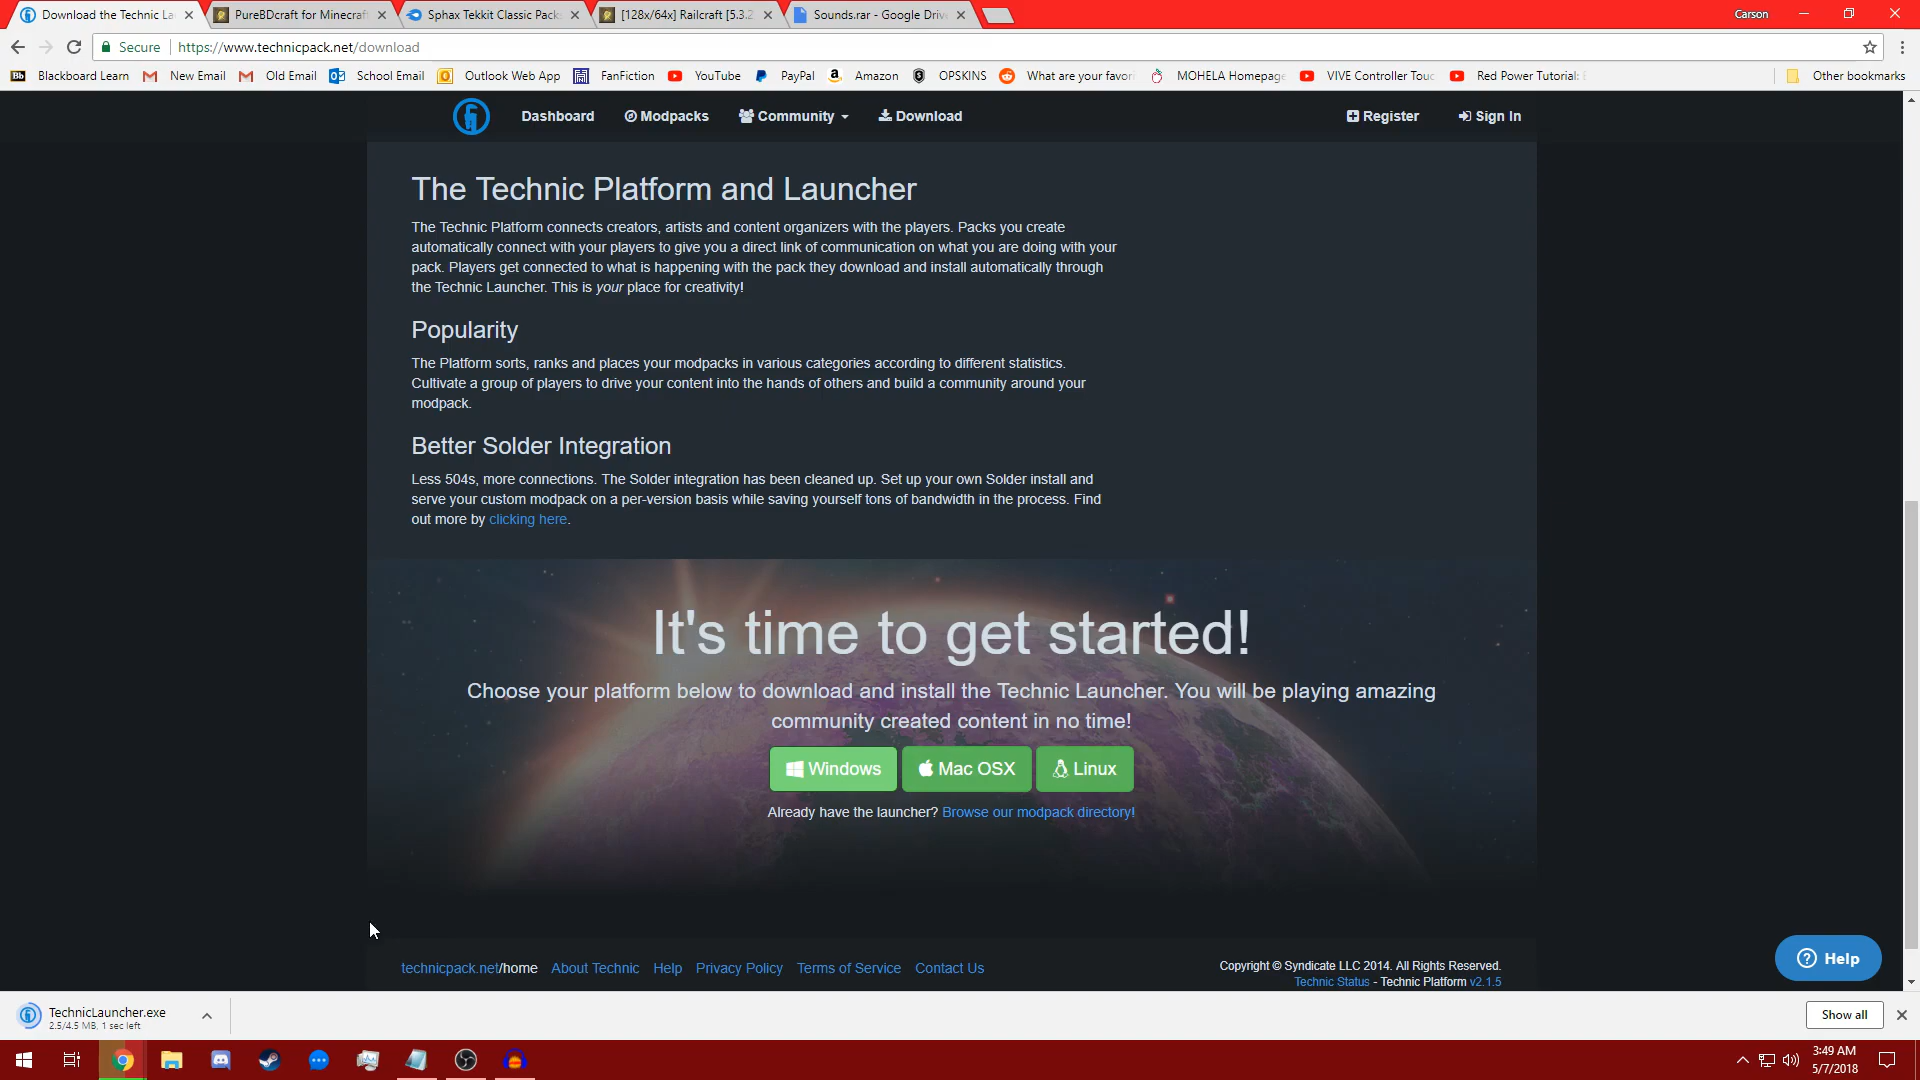 Download the Technic La
PureBDcraft for Minecraft
Sphax Tekkit Classic Pack
[128x/64x] Railcraft [5.3.2
Sounds.rar - Google Driv
Carson
Secure
https://www.technicpack.net/download
Bb Blackboard Learn
New Email
Old Email
School Email
Outlook Web App
FanFiction
YouTube
PayPal
Amazon
OPSKINS
What are your favor
MOHELA Homepage
VIVE Controller Touc
Red Power Tutorial:
Other bookmarks
Dashboard
Modpacks
Community
Download
Register
Sign In
The Technic Platform and Launcher
The Technic Platform connects creators, artists and content organizers with the players. Packs you create
automatically connect with your players to give you a direct link of communication on what you are doing with your
pack. Players get connected to what is happening with the pack they download and install automatically through
the Technic Launcher. This is your place for creativity!
Popularity
The Platform sorts, ranks and places your modpacks in various categories according to different statistics.
Cultivate a group of players to drive your content into the hands of others and build a community around your
modpack.
Better Solder Integration
Less 504s, more connections. The Solder integration has been cleaned up. Set up your own Solder install and
serve your custom modpack on a per-version basis while saving yourself tons of bandwidth in the process. Find
out more by clicking here.
It's time to get started!
Choose your platform below to download and install the Technic Launcher. You will be playing amazing
community created content in no time!
Windows
Mac OSX
Linux
Already have the launcher? Browse our modpack directory!
technicpack.net/home
About Technic
Help
Privacy Policy
Terms of Service
Contact Us
Copyright © Syndicate LLC 2014. All Rights Reserved.
Technic Status - Technic Platform v2.1.5
Help
TechnicLauncher.exe
2.5/4.5 MB, 1 sec left
Show all
3:49 AM
5/7/2018